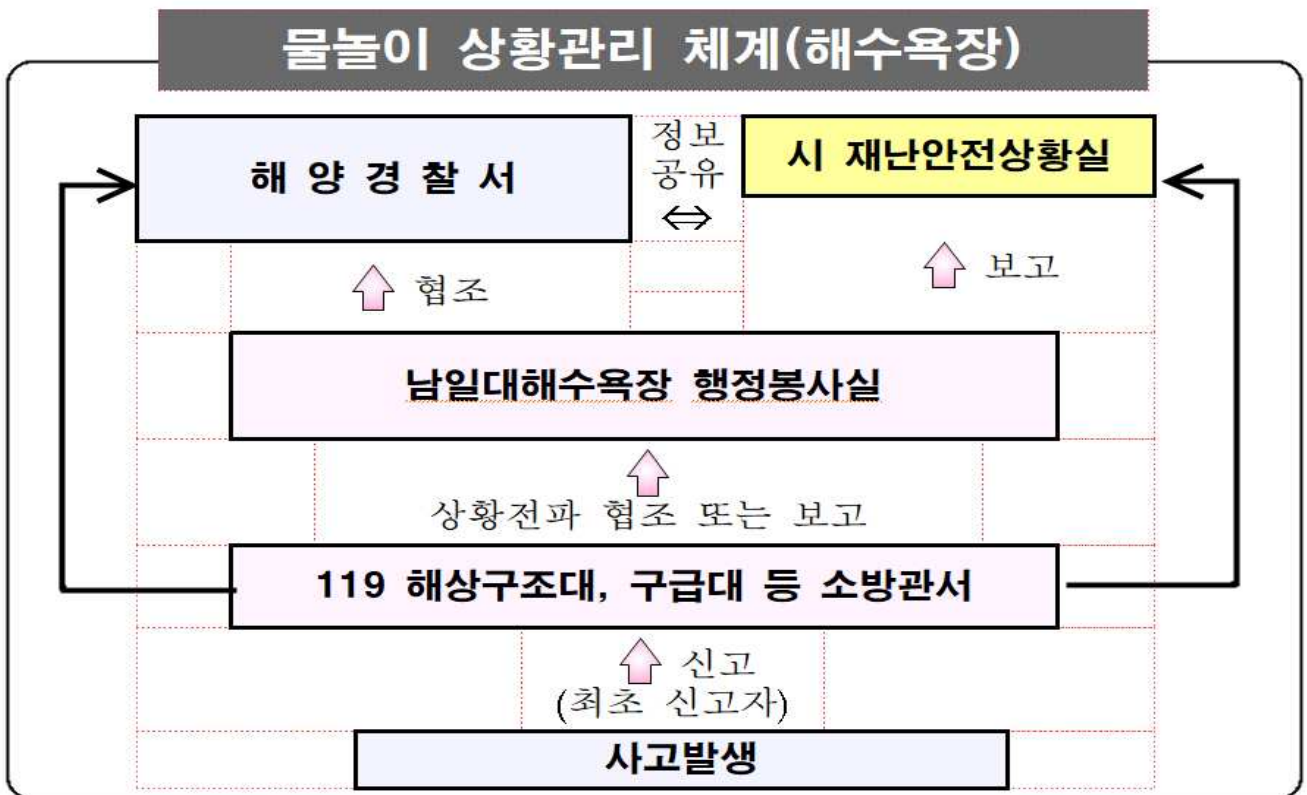 물놀이 상황관리 체계(해수욕장)
해 양 경 찰 서
정보
공유
⇔
시 재난안전상황실
협조
보고
남일대해수욕장 행정봉사실
상황전파 협조 또는 보고
119 해상구조대, 구급대 등 소방관서
신고
(최초 신고자)
사고발생